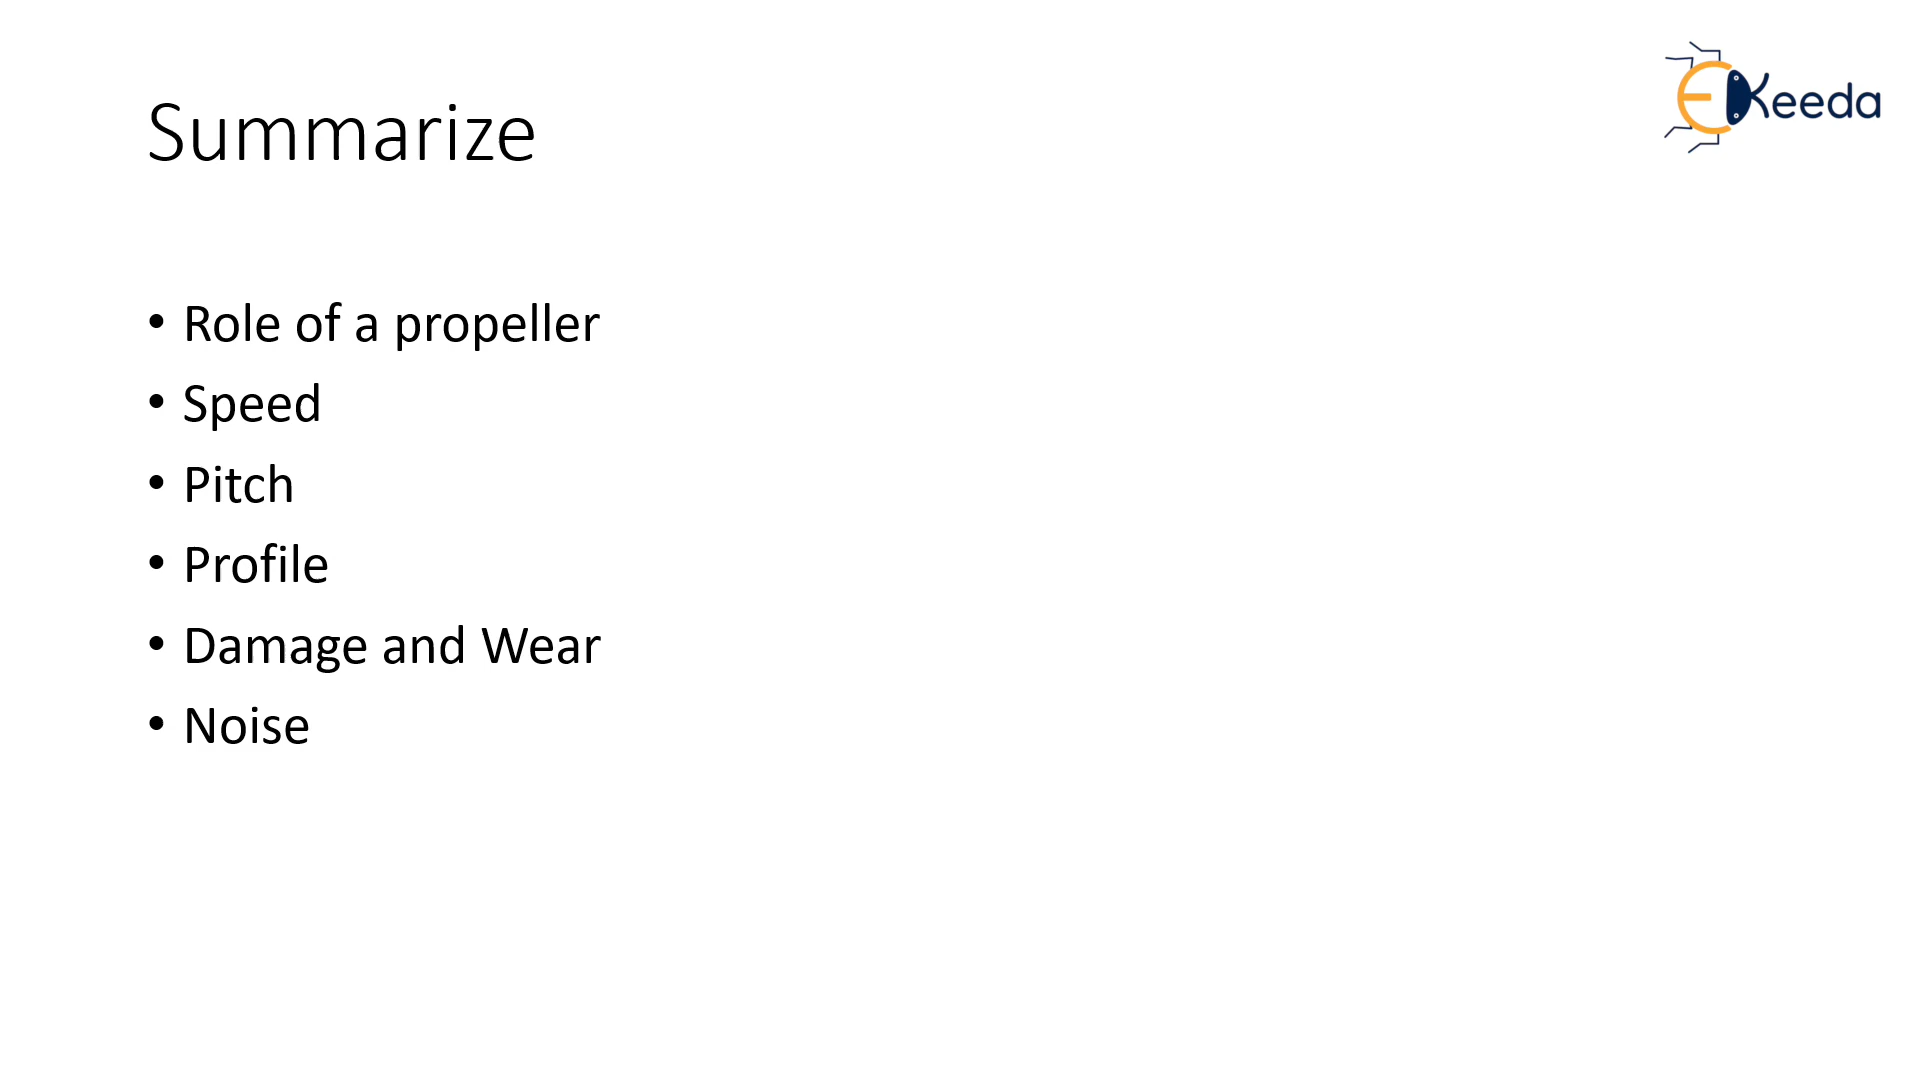 Summarize
EKeeda
• Role of a propeller
• Speed
• Pitch
• Profile
• Damage and Wear
• Noise